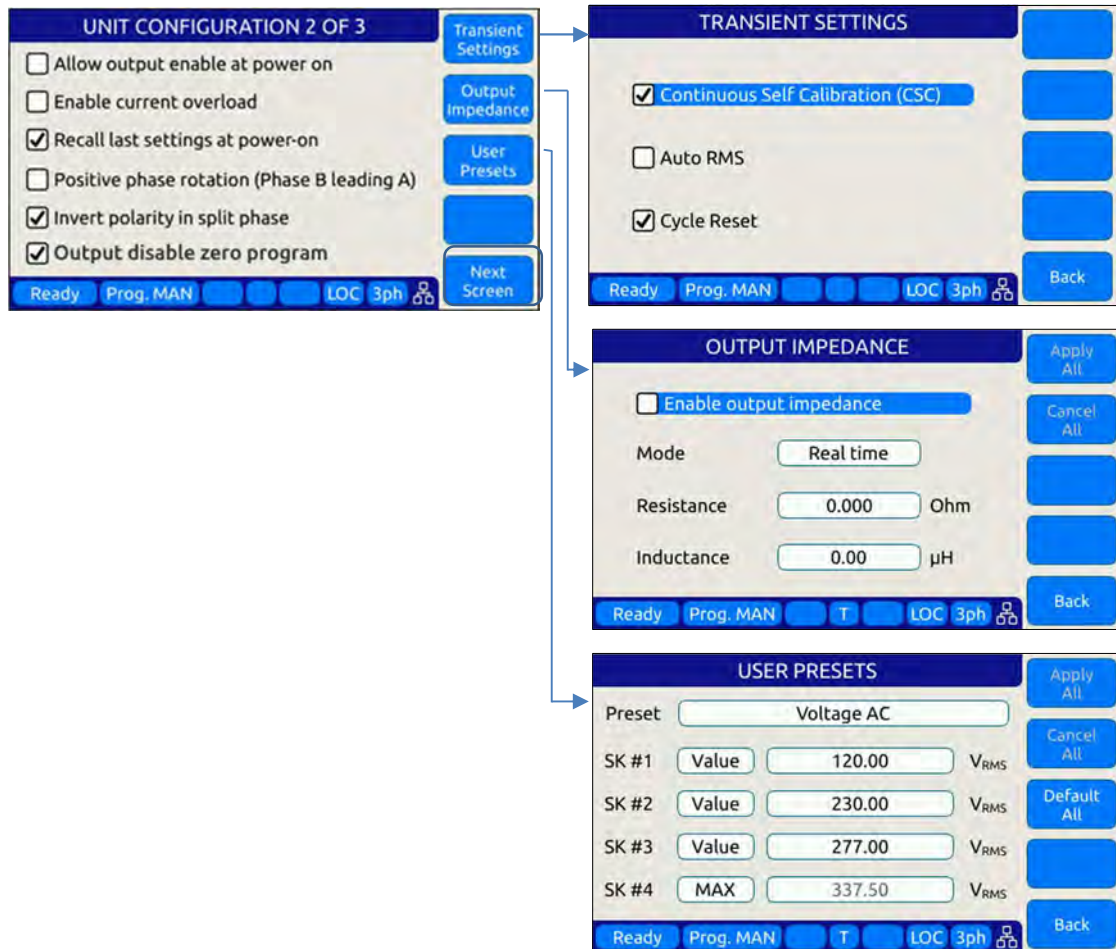 UNIT CONFIGURATION 2 OF 3
Allow output enable at power on
Enable current overload
Recall last settings at power-on
Positive phase rotation (Phase B leading A)
Invert polarity in split phase
Output disable zero program
Ready Prog. MAN LOC 3ph
Transient
Settings
Output
Impedance
User
Presets
Next
Screen
TRANSIENT SETTINGS
Continuous Self Calibration (CSC)
Auto RMS
Cycle Reset
Ready Prog. MAN LOC 3ph
Back
OUTPUT IMPEDANCE
Enable output impedance
Mode Real time
Resistance 0.000 Ohm
Inductance 0.00 µH
Ready Prog. MAN T LOC 3ph
Apply
All
Cancel
All
Back
USER PRESETS
Preset Voltage AC
SK #1 Value 120.00 VRMS
SK #2 Value 230.00 VRMS
SK #3 Value 277.00 VRMS
SK #4 MAX 337.50 VRMS
Ready Prog. MAN T LOC 3ph
Apply
All
Cancel
All
Default
All
Back